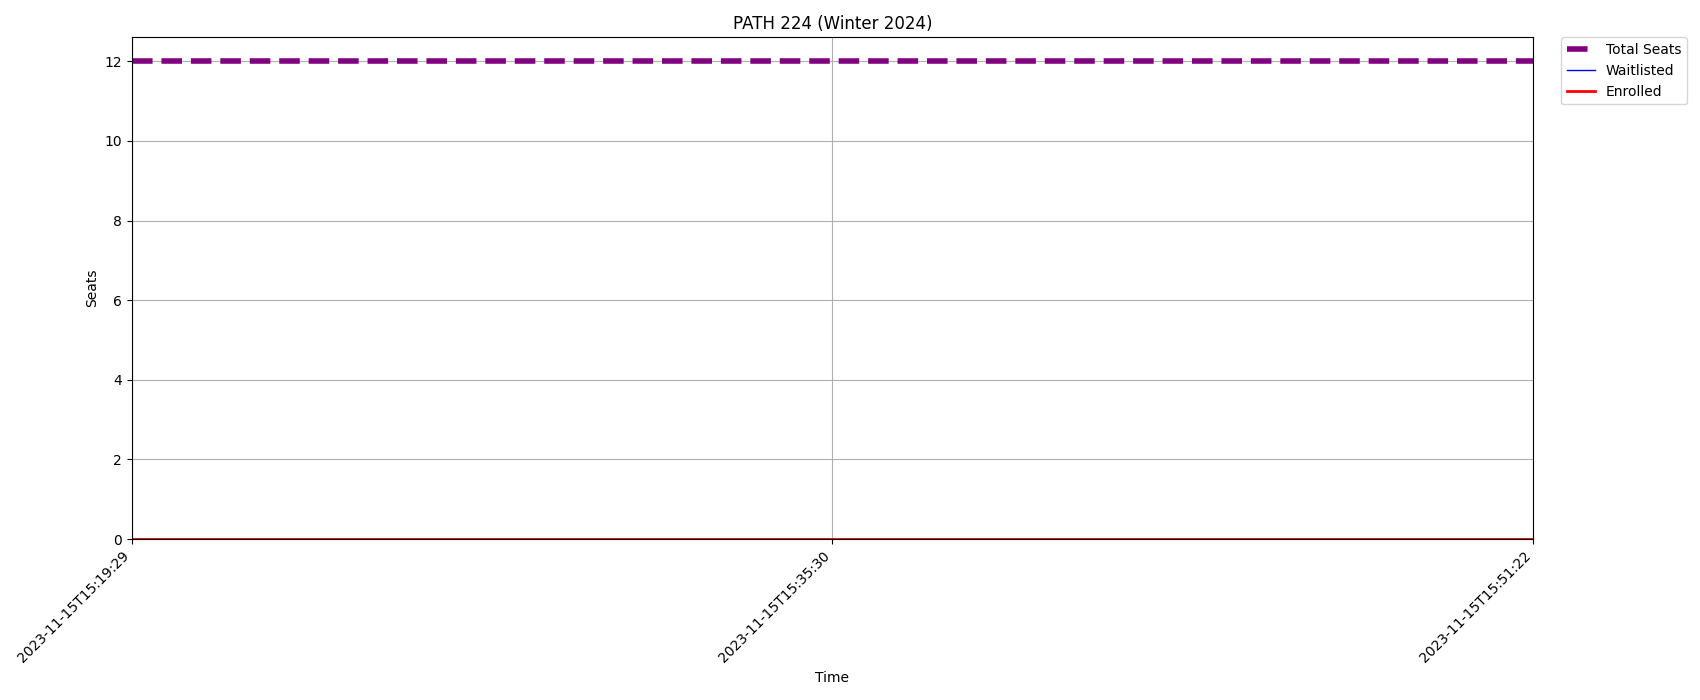 PATH 224 (Winter 2024)
Total Seats
Waitlisted
Enrolled
12
10
8
6
4
2
0
Seats
2023-11-15T15:19:29
2023-11-15T15:35:30
2023-11-15T15:51:22
Time